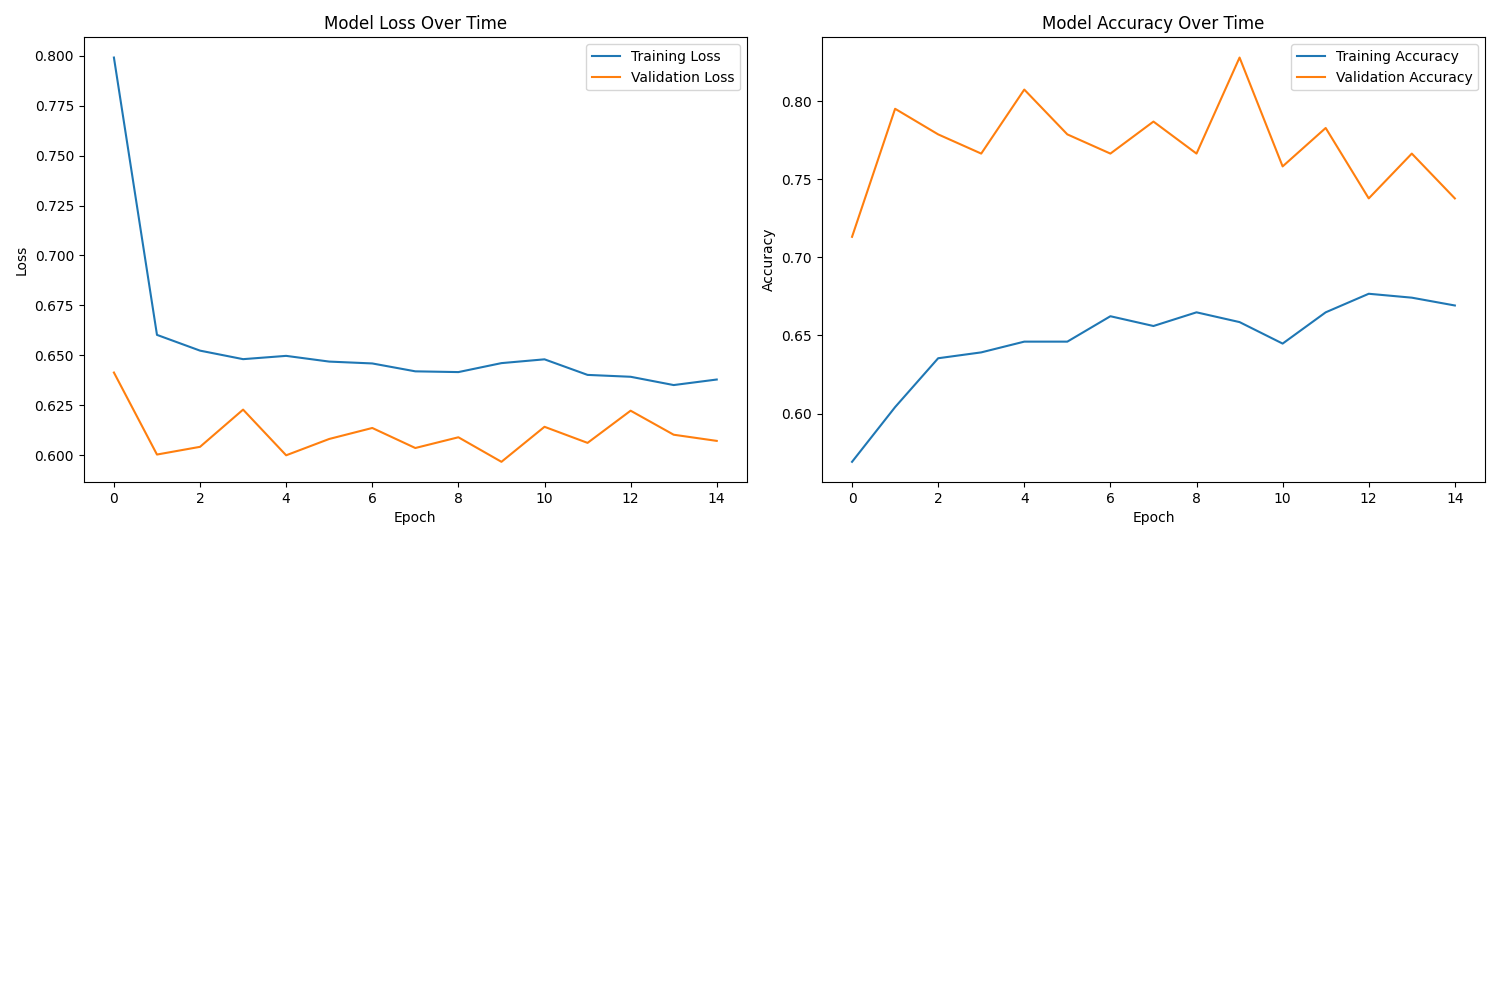 Model Loss Over Time
Training Loss
Validation Loss
0.800
0.775
0.750
0.725
0.700
0.675
0.650
0.625
0.600
Loss
0 2 4 6 8 10 12 14
Epoch
Model Accuracy Over Time
Training Accuracy
Validation Accuracy
0.80
0.75
0.70
0.65
0.60
Accuracy
0 2 4 6 8 10 12 14
Epoch